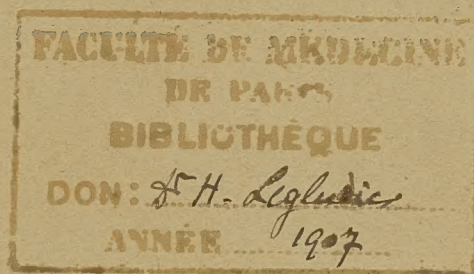 FACULTÉ DE MÉDECINE
DE PARIS
BIBLIOTHÈQUE
DON: Dr H. Legludic
ANNÉE 1907